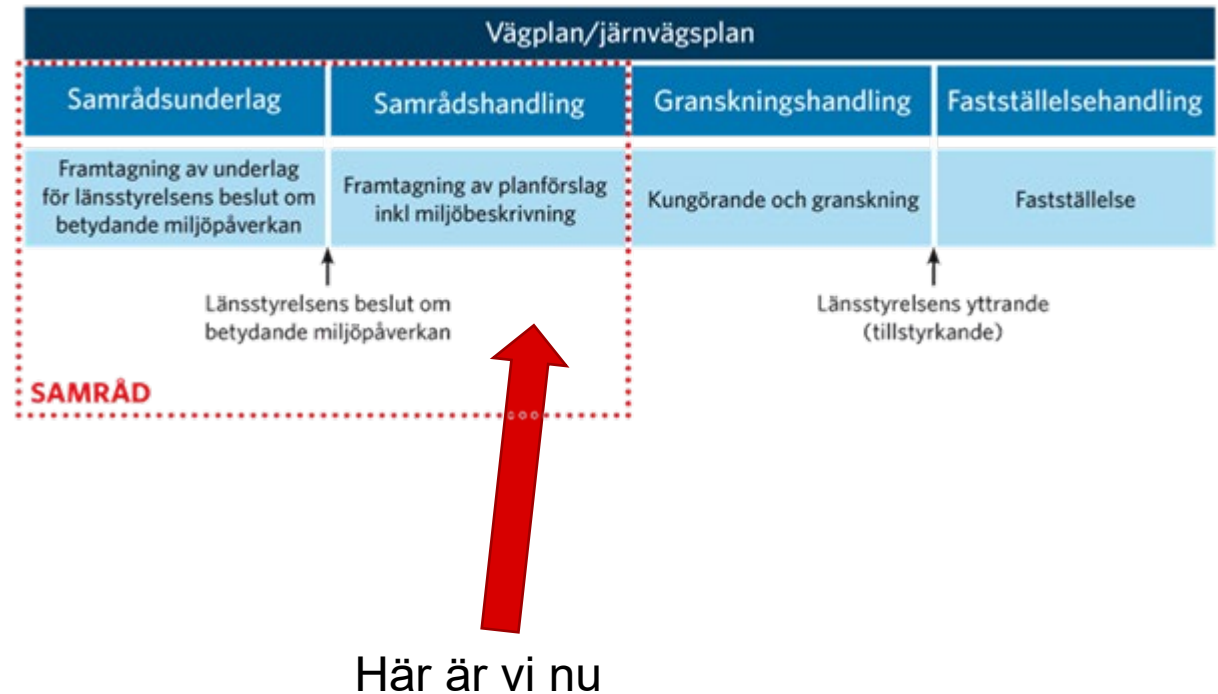 Vägplan/järnvägsplan
Samrådsunderlag
Samrådshandling
Granskningshandling
Fastställelsehandling
Framtagning av underlag
för länsstyrelsens beslut om
betydande miljöpåverkan
Framtagning av planförslag
inkl miljöbeskrivning
Kungörande och granskning
Fastställelse
Länsstyrelsens beslut om
betydande miljöpåverkan
Länsstyrelsens yttrande
(tillstyrkande)
SAMRÅD
Här är vi nu